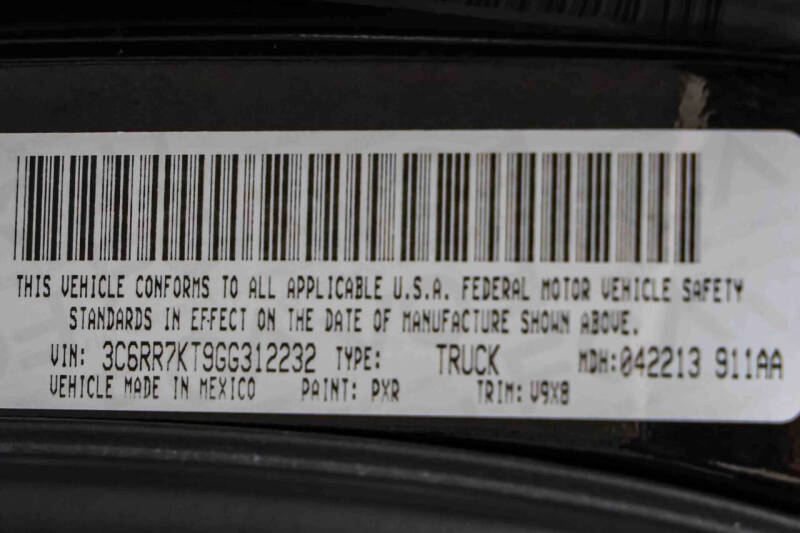 THIS VEHICLE CONFORMS TO ALL APPLICABLE U.S.A. FEDERAL MOTOR VEHICLE SAFETY
STANDARDS IN EFFECT ON THE DATE OF MANUFACTURE SHOWN ABOVE.
VIN: 3C6RR7KT9GG312232 TYPE: TRUCK MDH:042213 911AA
VEHICLE MADE IN MEXICO PAINT: PXR TRIM: V9X8